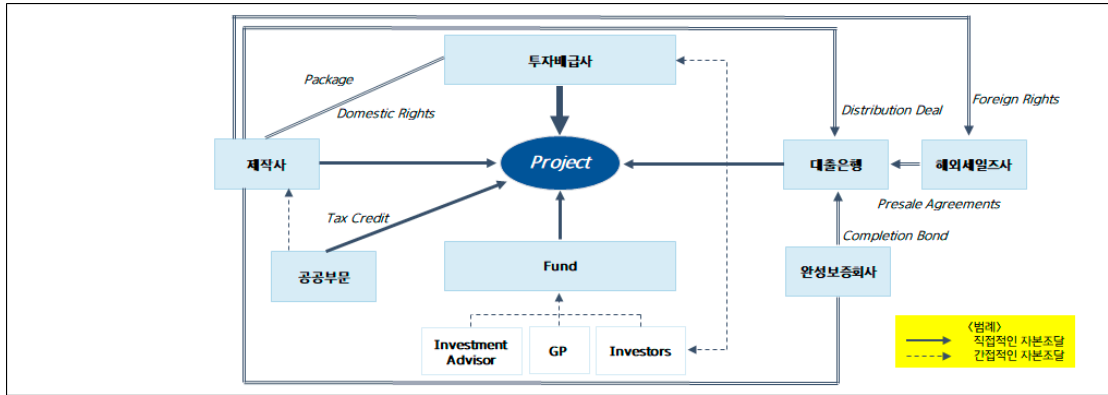 투자배급사
Package
Domestic Rights
Distribution Deal
Foreign Rights
제작사
Project
대출은행
해외세일즈사
Tax Credit
Presale Agreements
Completion Bond
공공부문
Fund
완성보증회사
Investment
Advisor
GP
Investors
<범례>
직접적인 자본조달
간접적인 자본조달